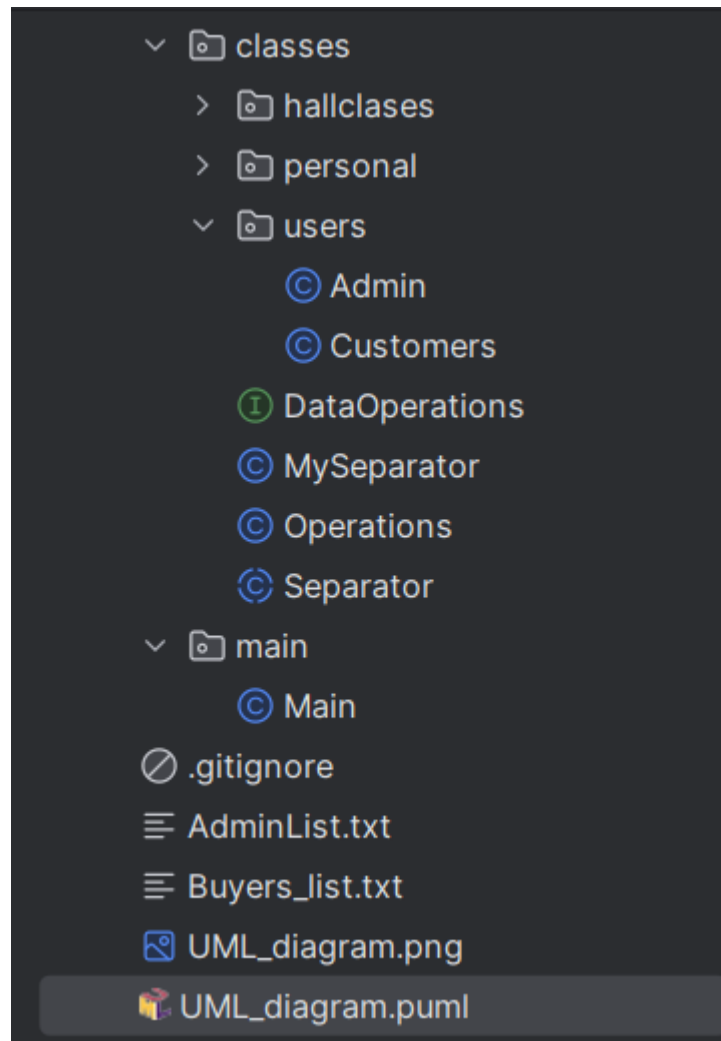 classes
hallclases
personal
users
Admin
Customers
DataOperations
MySeparator
Operations
Separator
main
Main
.gitignore
AdminList.txt
Buyers_list.txt
UML_diagram.png
UML_diagram.puml